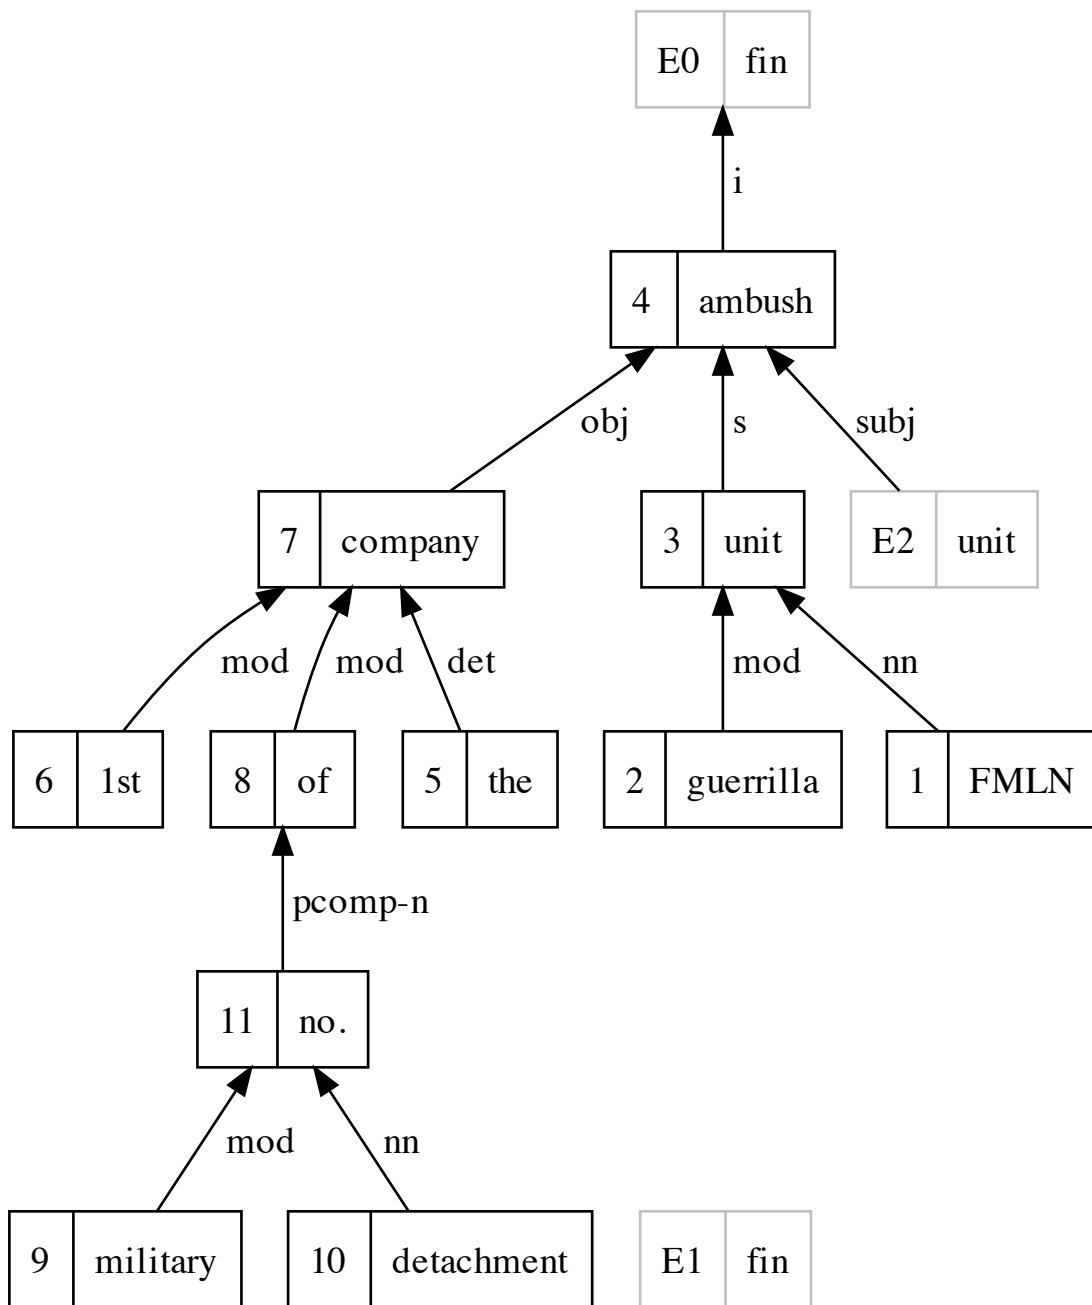 E0 fin
i
4 ambush
obj s subj
7 company 3 unit E2 unit
mod mod det mod nn
6 1st 8 of 5 the 2 guerrilla 1 FMLN
pcomp-n
11 no.
mod nn
9 military 10 detachment E1 fin